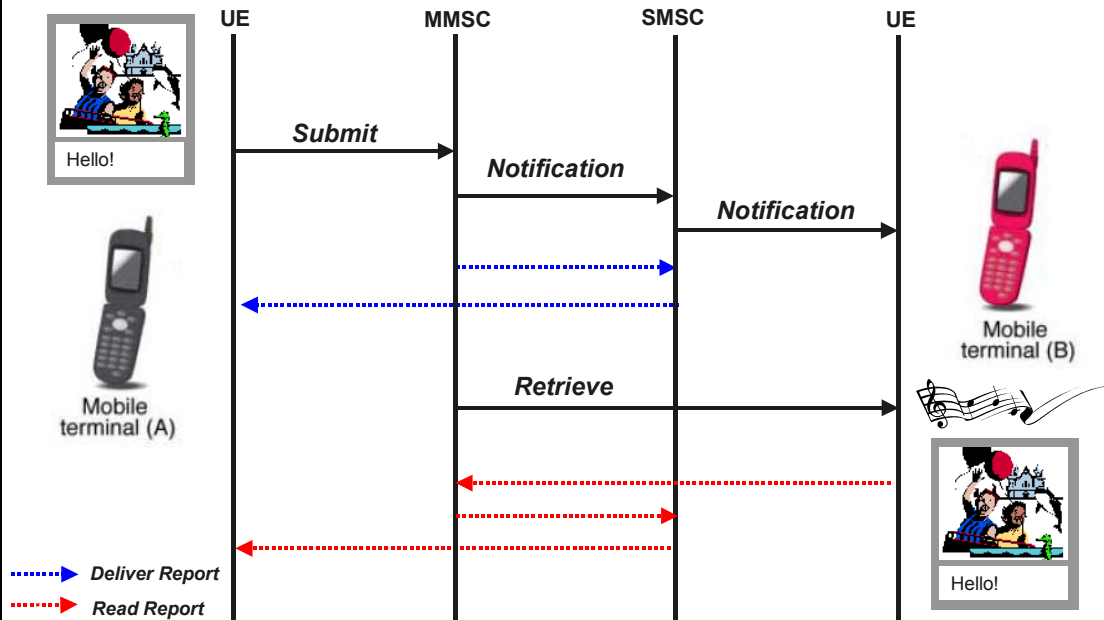 UE
MMSC
SMSC
UE
Submit
Hello!
Notification
Notification
Mobile
terminal (B)
Retrieve
Mobile
terminal (A)
Deliver Report
Hello!
Read Report